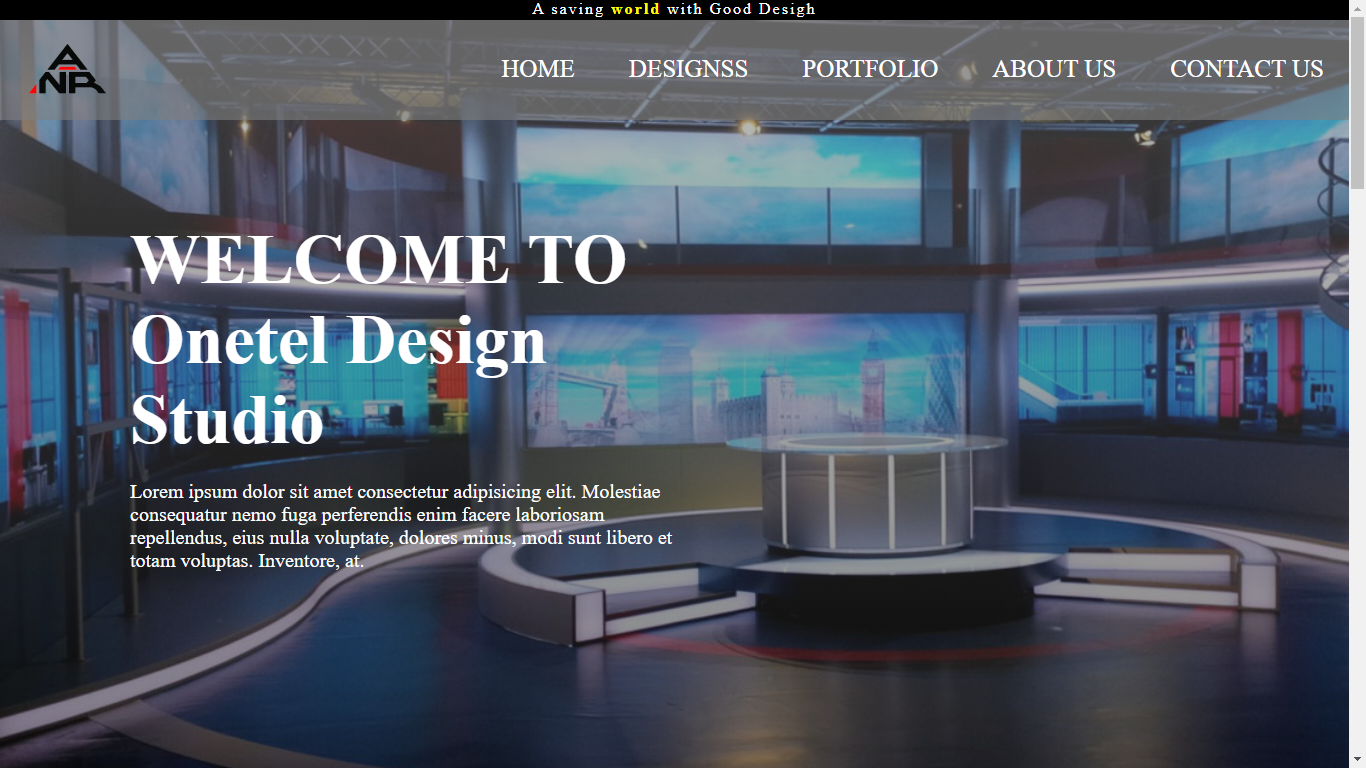 A saving world with Good Desigh
ANR
HOME DESIGNSS PORTFOLIO ABOUT US CONTACT US
WELCOME TO
Onetel Design
Studio
Lorem ipsum dolor sit amet consectetur adipisicing elit. Molestiae
consequatur nemo fuga perferendis enim facere laboriosam
repellendus, eius nulla voluptate, dolores minus, modi sunt libero et
totam voluptas. Inventore, at.